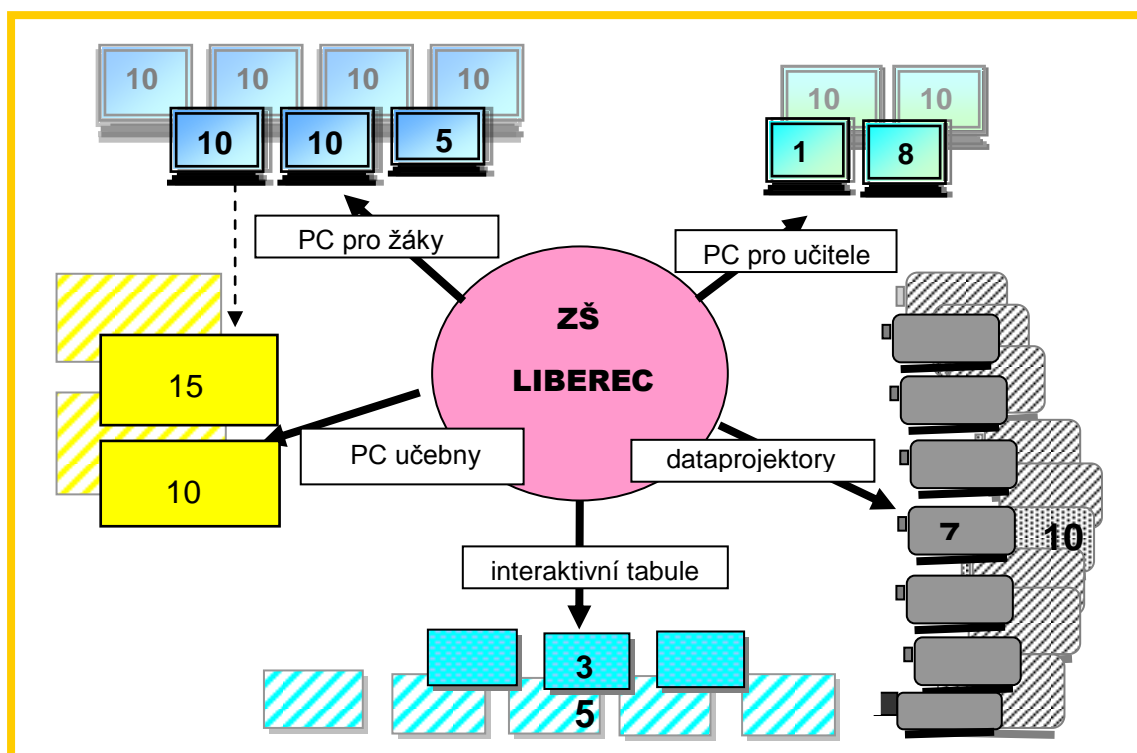 10 10 10 10
10 10 5
10 10
1 8
PC pro žáky
PC pro učitele
ZŠ
LIBEREC
15
10
PC učebny
dataprojektory
7 10
interaktivní tabule
3
5